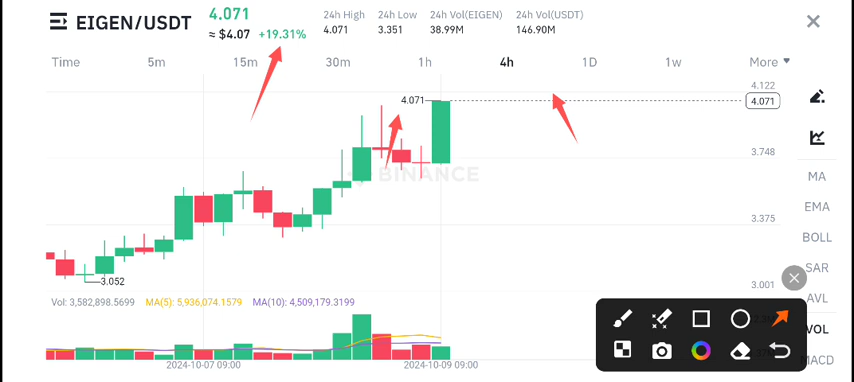 EIGEN/USDT
4.071
≈ $4.07 +19.31%
24h High 24h Low 24h Vol(EIGEN) 24h Vol(USDT)
4.071 3.351 38.99M 146.90M
Time 5m 15m 30m 1h 4h 1D 1w More
4.122
4.071
4.071
3.748
BINANCE
3.375
3.052
3.001
MA
EMA
BOLL
SAR
AVL
VOL
MACD
Vol: 3,582,898.5699 MA(5): 5,936,074.1579 MA(10): 4,509,179.3199
2024-10-07 09:00 2024-10-09 09:00